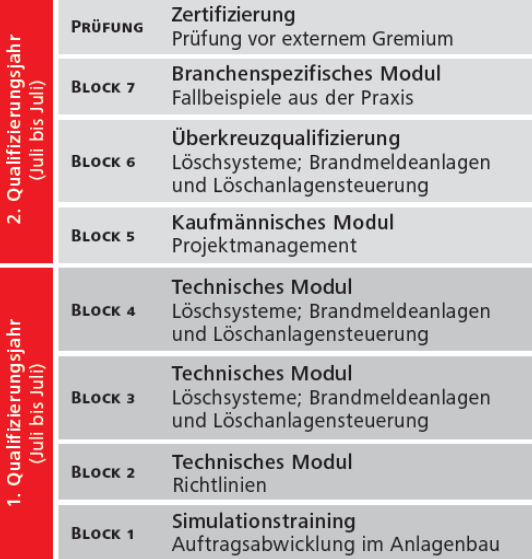 2. Qualifizierungsjahr
(Juli bis Juli)
PRÜFUNG
Zertifizierung
Prüfung vor externem Gremium
BLOCK 7
Branchenspezifisches Modul
Fallbeispiele aus der Praxis
BLOCK 6
Überkreuzqualifizierung
Löschsysteme; Brandmeldeanlagen
und Löschanlagensteuerung
BLOCK 5
Kaufmännisches Modul
Projektmanagement
1. Qualifizierungsjahr
(Juli bis Juli)
BLOCK 4
Technisches Modul
Löschsysteme; Brandmeldeanlagen
und Löschanlagensteuerung
BLOCK 3
Technisches Modul
Löschsysteme; Brandmeldeanlagen
und Löschanlagensteuerung
BLOCK 2
Technisches Modul
Richtlinien
BLOCK 1
Simulationstraining
Auftragsabwicklung im Anlagenbau